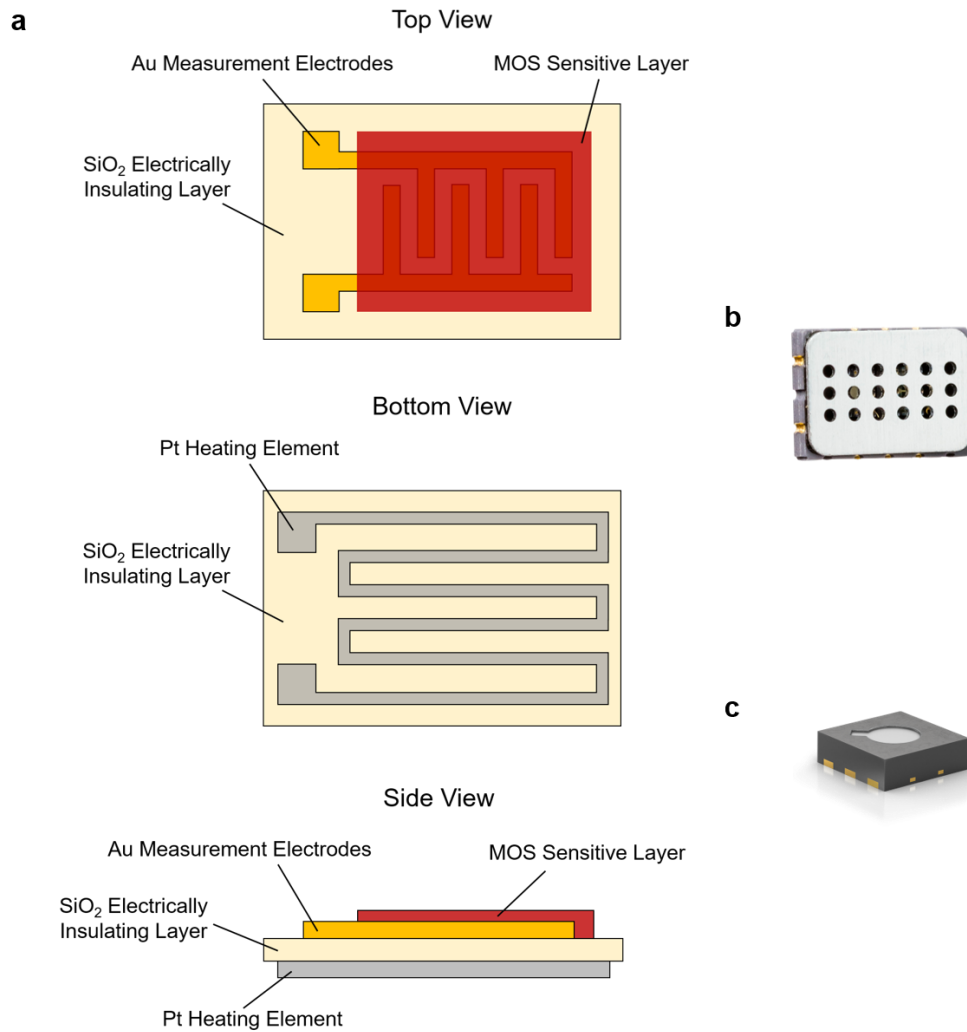 a
Top View
Au Measurement Electrodes
MOS Sensitive Layer
SiO₂ Electrically
Insulating Layer
b
Bottom View
Pt Heating Element
SiO₂ Electrically
Insulating Layer
c
Side View
Au Measurement Electrodes
MOS Sensitive Layer
SiO₂ Electrically
Insulating Layer
Pt Heating Element